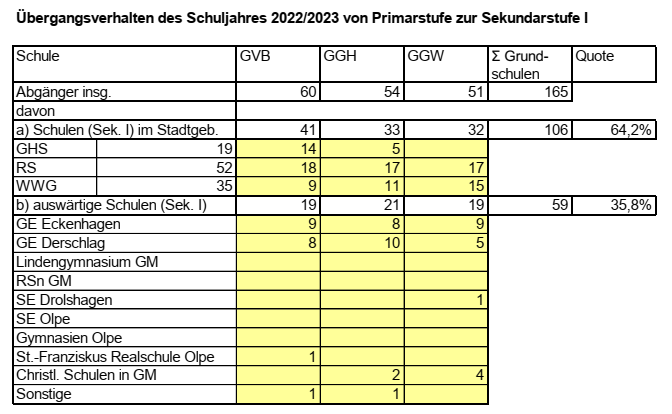 Übergangsverhalten des Schuljahres 2022/2023 von Primarstufe zur Sekundarstufe I
Schule GVB GGH GGW Σ Grund- Quote
schulen
Abgänger insg. 60 54 51 165
davon
a) Schulen (Sek. I) im Stadtgeb. 41 33 32 106 64,2%
GHS 19 14 5
RS 52 18 17 17
WWG 35 9 11 15
b) auswärtige Schulen (Sek. I) 19 21 19 59 35,8%
GE Eckenhagen 9 8 9
GE Derschlag 8 10 5
Lindengymnasium GM
RSn GM
SE Drolshagen 1
SE Olpe
Gymnasien Olpe
St.-Franziskus Realschule Olpe 1
Christl. Schulen in GM 2 4
Sonstige 1 1